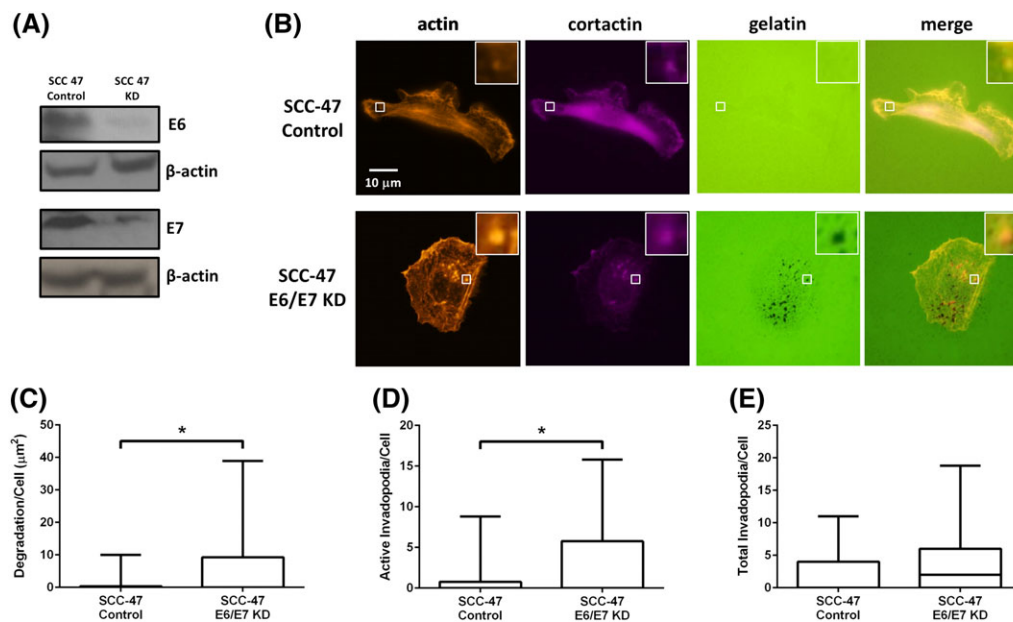 (A)
SCC 47
Control
SCC 47
KD
E6
β-actin
E7
β-actin
(B)
actin
cortactin
gelatin
merge
SCC-47
Control
10 μm
SCC-47
E6/E7 KD
(C)
Degradation/Cell (μm²)
50
40
30
20
10
0
*
SCC-47
Control
SCC-47
E6/E7 KD
(D)
Active Invadopodia/Cell
20
15
10
5
0
*
SCC-47
Control
SCC-47
E6/E7 KD
(E)
Total Invadopodia/Cell
25
20
15
10
5
0
SCC-47
Control
SCC-47
E6/E7 KD